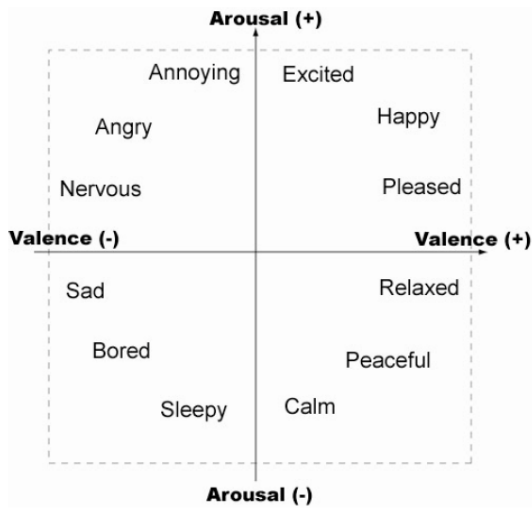 Arousal (+)
Annoying Excited
Happy
Angry
Nervous Pleased
Valence (-) Valence (+)
Sad Relaxed
Bored Peaceful
Sleepy Calm
Arousal (-)